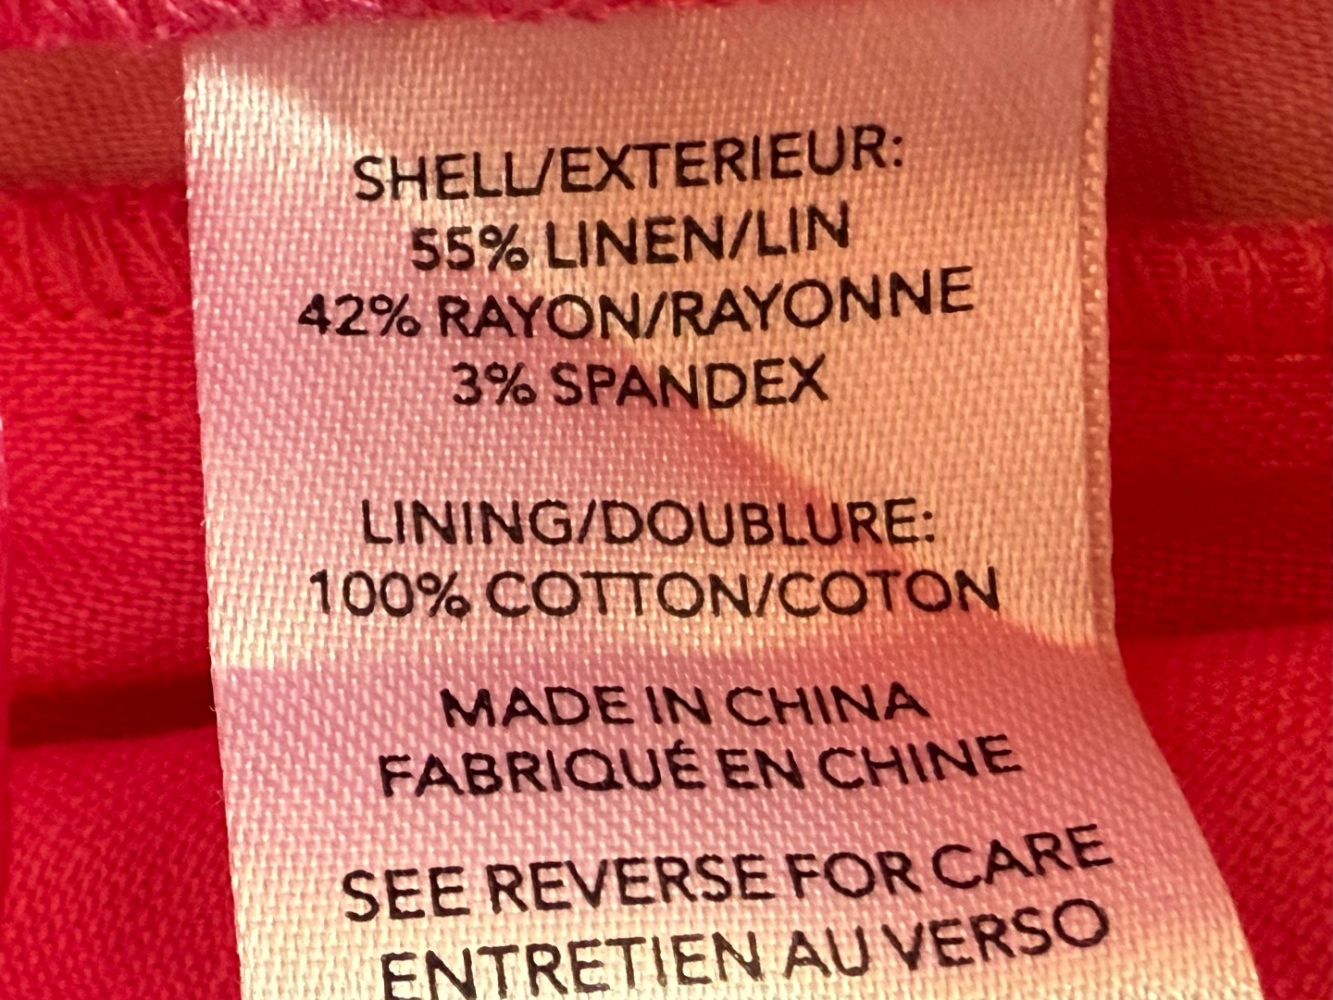 SHELL/EXTERIEUR:
55% LINEN/LIN
42% RAYON/RAYONNE
3% SPANDEX
LINING/DOUBLURE:
100% COTTON/COTON
MADE IN CHINA
FABRIQUÉ EN CHINE
SEE REVERSE FOR CARE
ENTRETIEN AU VERSO